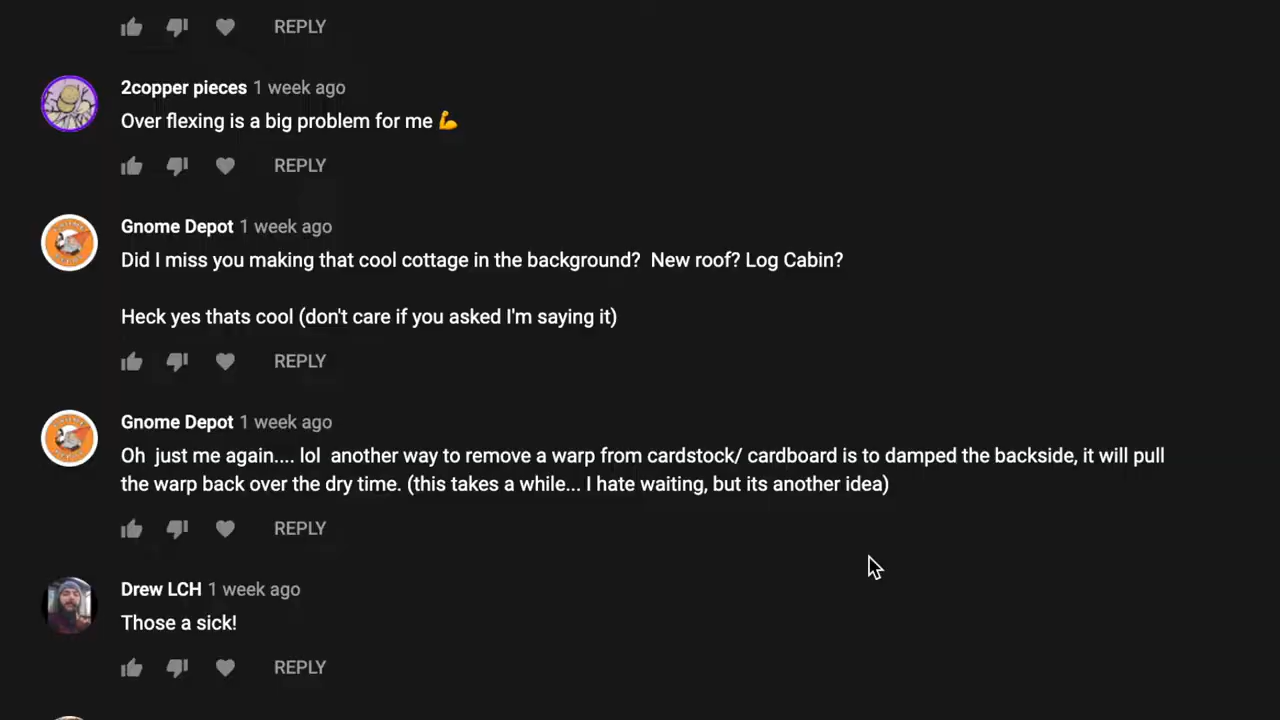 REPLY
2copper pieces 1 week ago
Over flexing is a big problem for me 💪
REPLY
Gnome Depot 1 week ago
Did I miss you making that cool cottage in the background?  New roof? Log Cabin?
Heck yes thats cool (don't care if you asked I'm saying it)
REPLY
Gnome Depot 1 week ago
Oh  just me again.... lol  another way to remove a warp from cardstock/ cardboard is to damped the backside, it will pull
the warp back over the dry time. (this takes a while... I hate waiting, but its another idea)
REPLY
Drew LCH 1 week ago
Those a sick!
REPLY